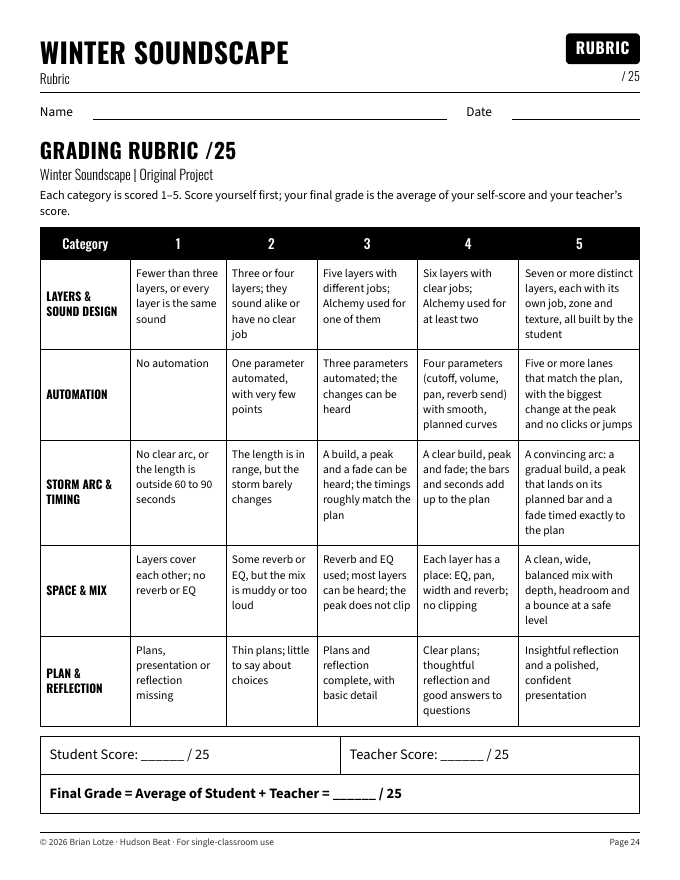 WINTER SOUNDSCAPE
RUBRIC
Rubric
/ 25
Name
Date
GRADING RUBRIC /25
Winter Soundscape | Original Project
Each category is scored 1–5. Score yourself first; your final grade is the average of your self-score and your teacher’s
score.
Category 1 2 3 4 5
LAYERS &
SOUND DESIGN
Fewer than three
layers, or every
layer is the same
sound
Three or four
layers; they
sound alike or
have no clear
job
Five layers with
different jobs;
Alchemy used for
one of them
Six layers with
clear jobs;
Alchemy used for
at least two
Seven or more distinct
layers, each with its
own job, zone and
texture, all built by the
student
AUTOMATION
No automation
One parameter
automated,
with very few
points
Three parameters
automated; the
changes can be
heard
Four parameters
(cutoff, volume,
pan, reverb send)
with smooth,
planned curves
Five or more lanes
that match the plan,
with the biggest
change at the peak
and no clicks or jumps
STORM ARC &
TIMING
No clear arc, or
the length is
outside 60 to 90
seconds
The length is in
range, but the
storm barely
changes
A build, a peak
and a fade can be
heard; the timings
roughly match the
plan
A clear build, peak
and fade; the bars
and seconds add
up to the plan
A convincing arc: a
gradual build, a peak
that lands on its
planned bar and a
fade timed exactly to
the plan
SPACE & MIX
Layers cover
each other; no
reverb or EQ
Some reverb or
EQ, but the mix
is muddy or too
loud
Reverb and EQ
used; most layers
can be heard; the
peak does not clip
Each layer has a
place: EQ, pan,
width and reverb;
no clipping
A clean, wide,
balanced mix with
depth, headroom and
a bounce at a safe
level
PLAN &
REFLECTION
Plans,
presentation or
reflection
missing
Thin plans; little
to say about
choices
Plans and
reflection
complete, with
basic detail
Clear plans;
thoughtful
reflection and
good answers to
questions
Insightful reflection
and a polished,
confident
presentation
Student Score: ______ / 25
Teacher Score: ______ / 25
Final Grade = Average of Student + Teacher = ______ / 25
© 2026 Brian Lotze · Hudson Beat · For single-classroom use
Page 24